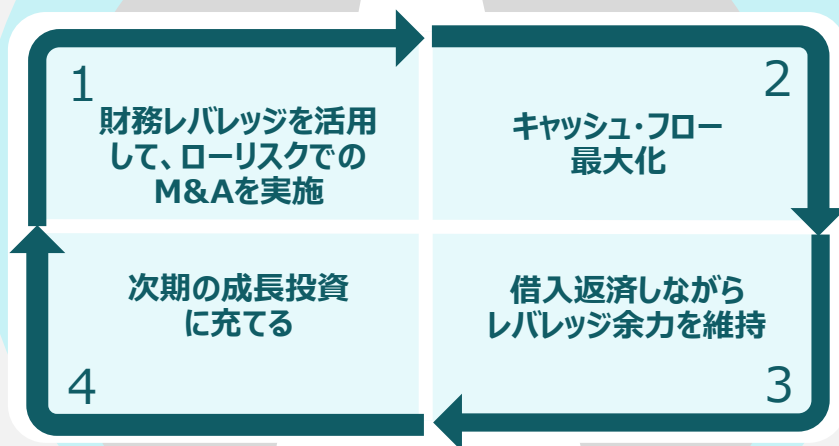 1
財務レバレッジを活用
して、ローリスクでの
M&Aを実施
2
キャッシュ・フロー
最大化
借入返済しながら
レバレッジ余力を維持
3
次期の成長投資
に充てる
4